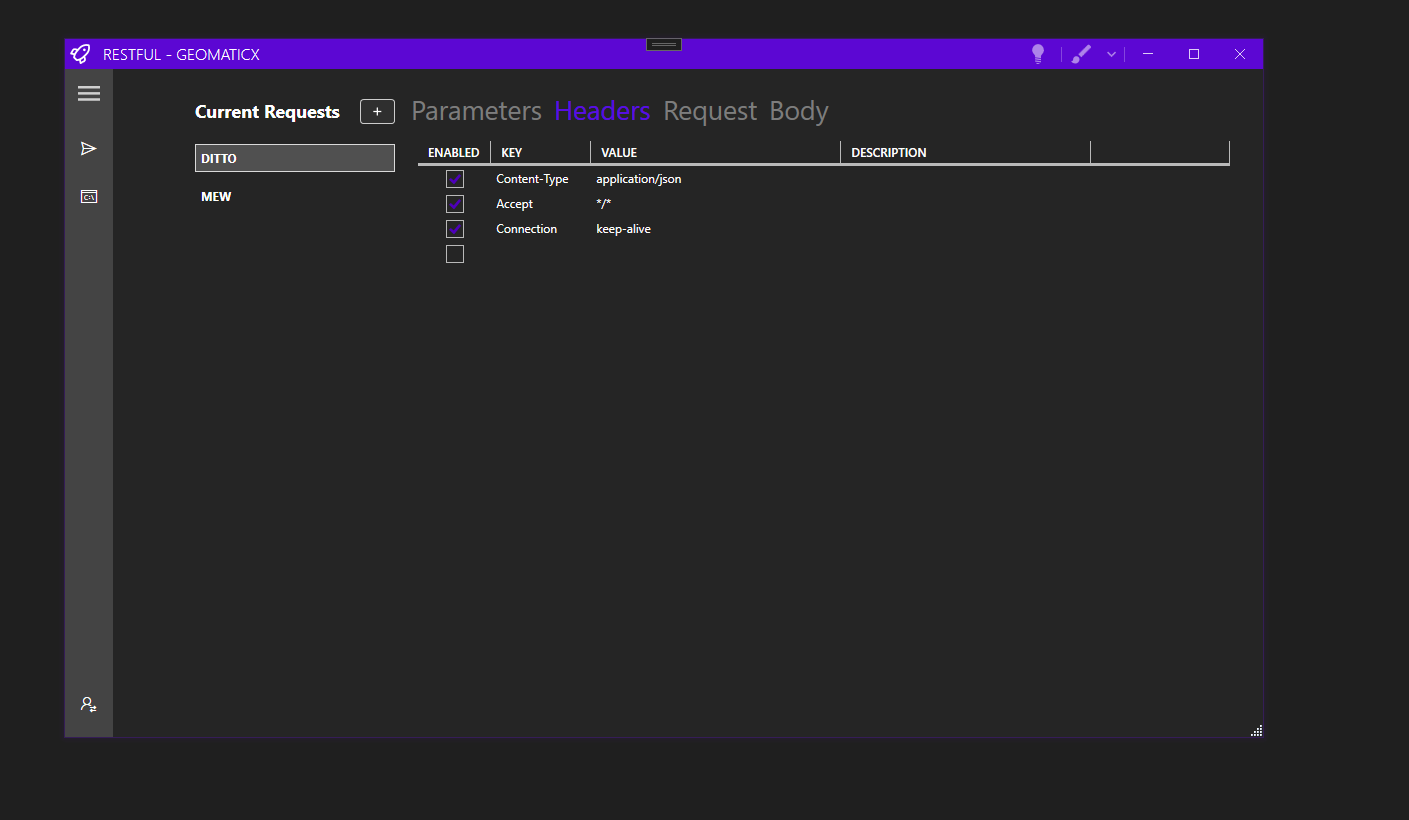 RESTFUL - GEOMATICX
Current Requests + Parameters Headers Request Body
ENABLED KEY VALUE DESCRIPTION
DITTO
Content-Type application/json
MEW
Accept */*
Connection keep-alive
C:\